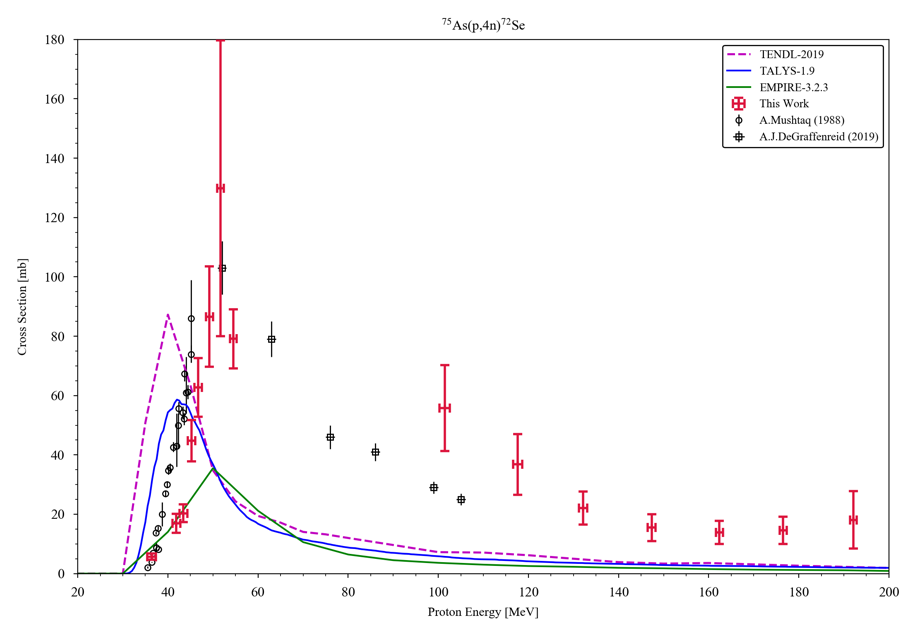 ⁷⁵As(p,4n)⁷²Se
180
160
140
120
100
80
60
40
20
0
Cross Section [mb]
TENDL-2019
TALYS-1.9
EMPIRE-3.2.3
This Work
A.Mushtaq (1988)
A.J.DeGraffenreid (2019)
20
40
60
80
100
120
140
160
180
200
Proton Energy [MeV]